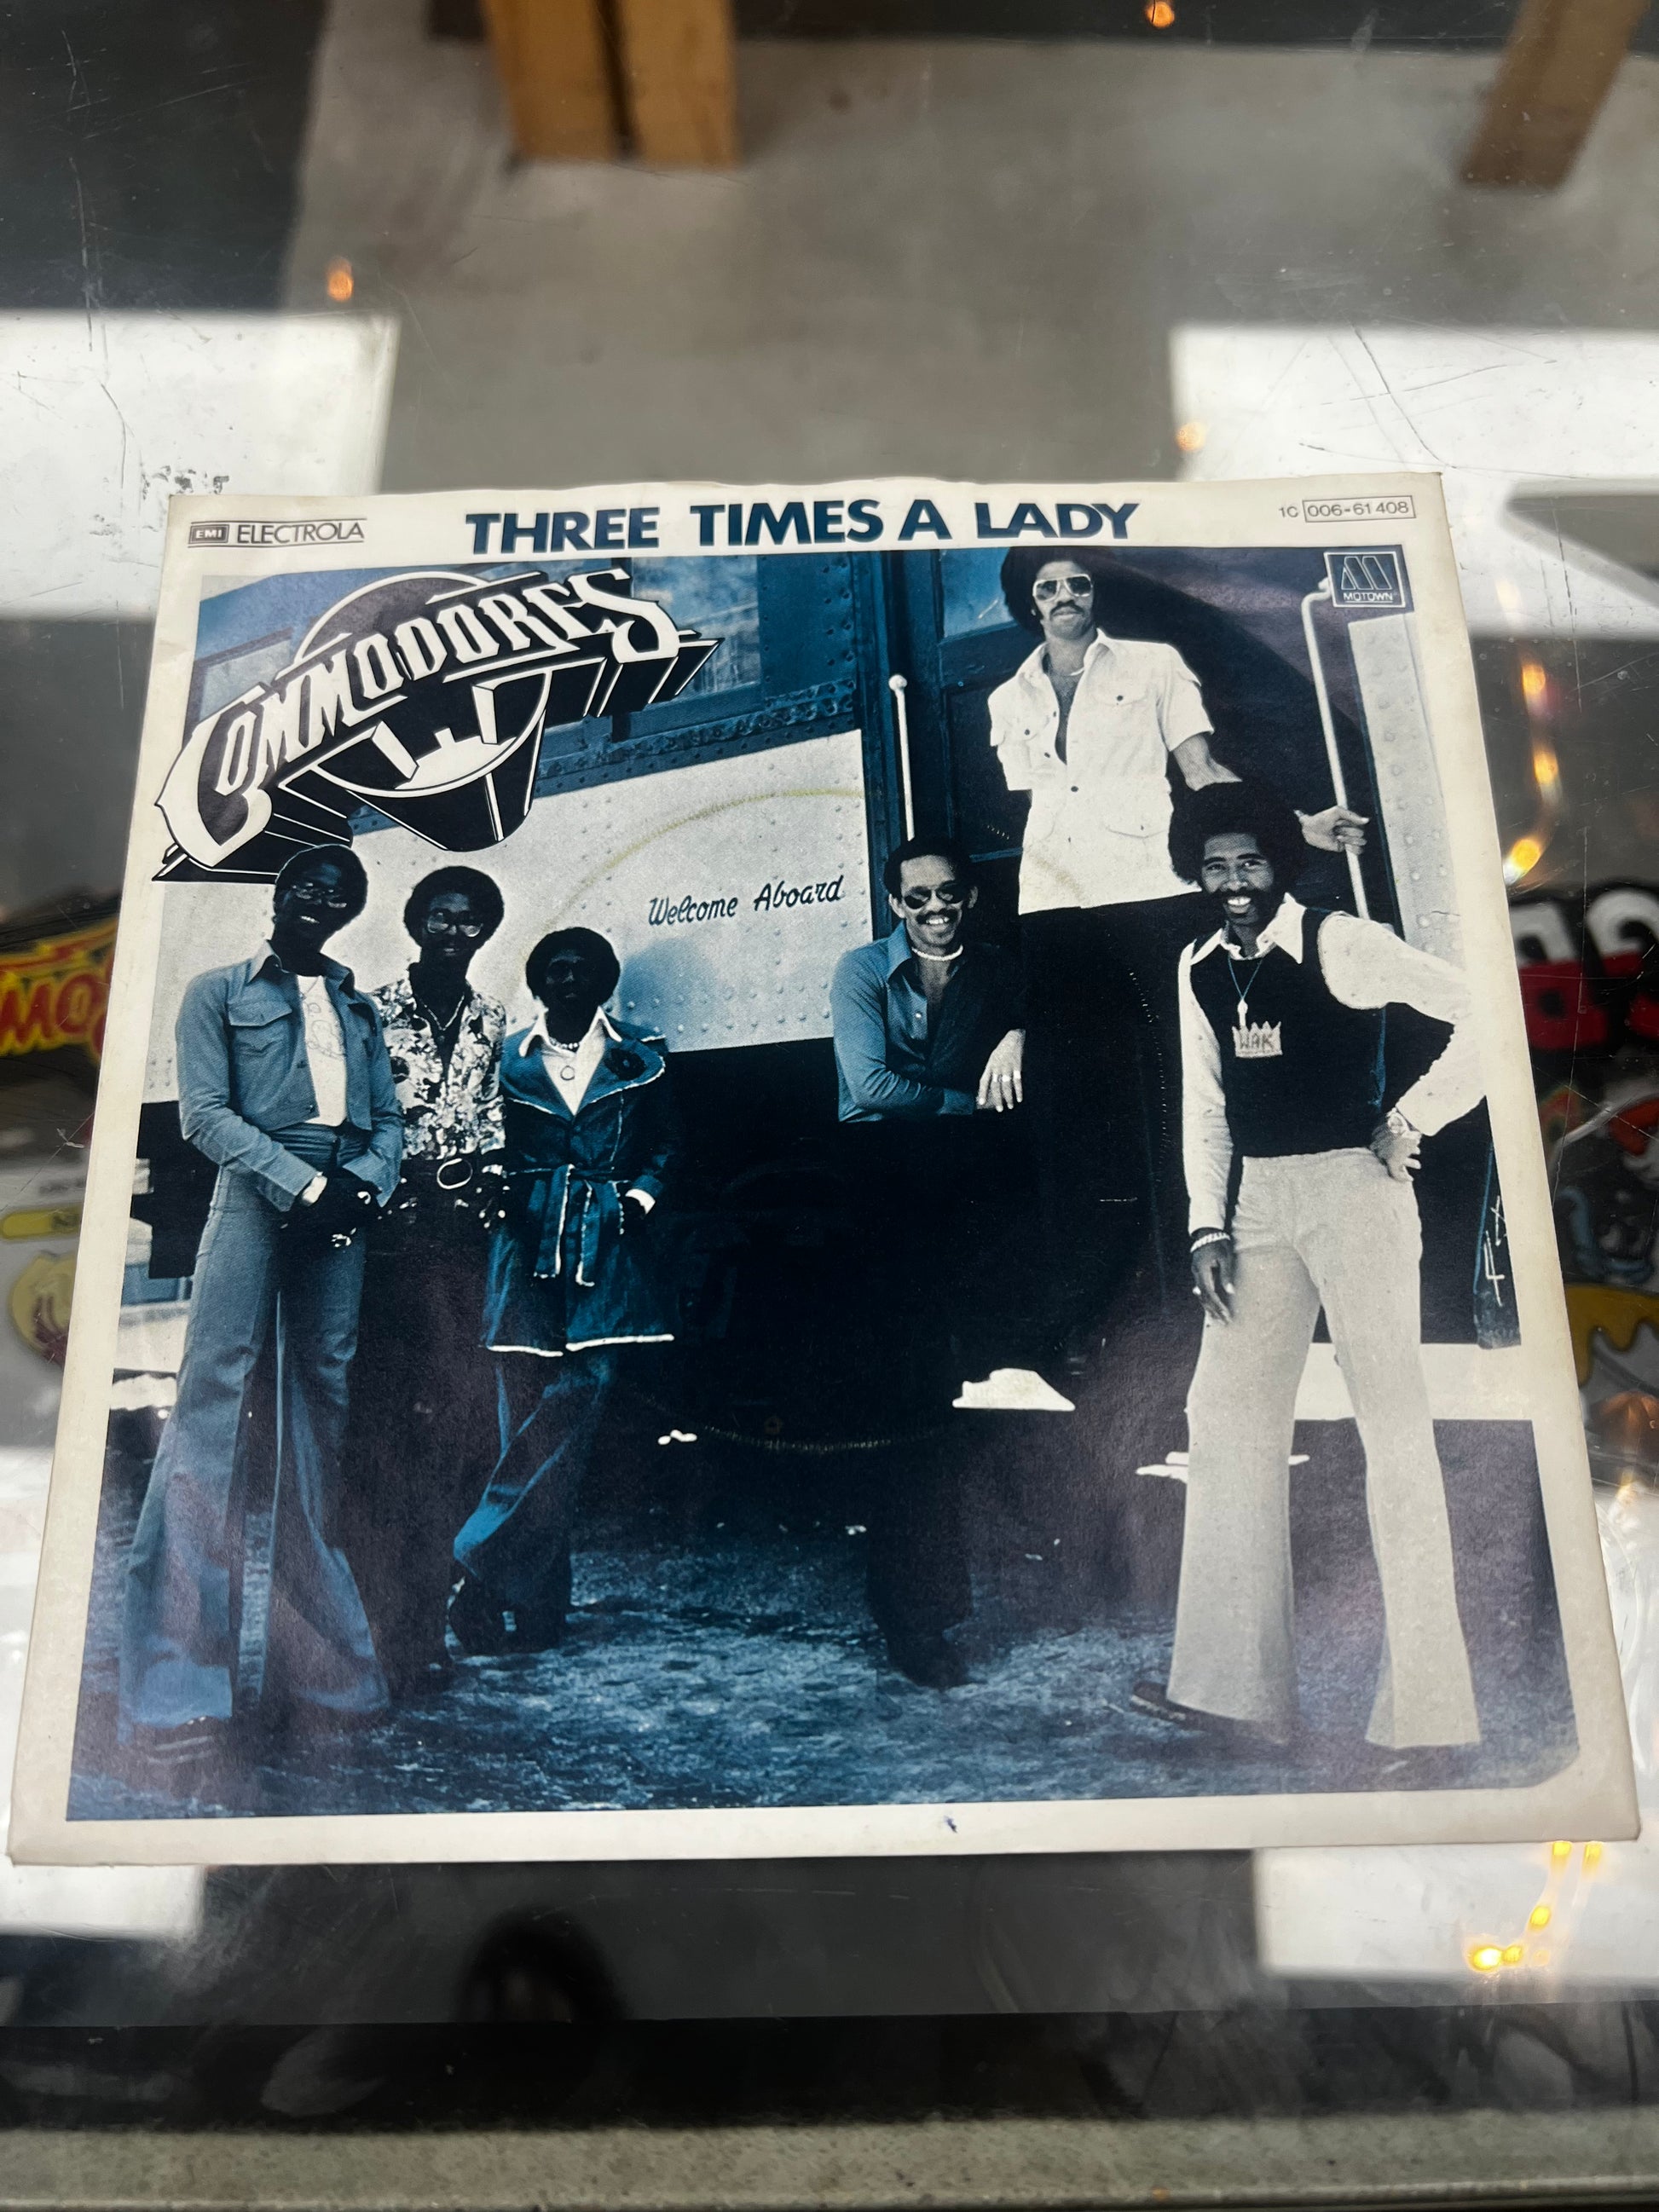 EMI ELECTROLA
THREE TIMES A LADY
1C 006-61 408
COMMODORES
MOTOWN
Welcome Aboard
WAK